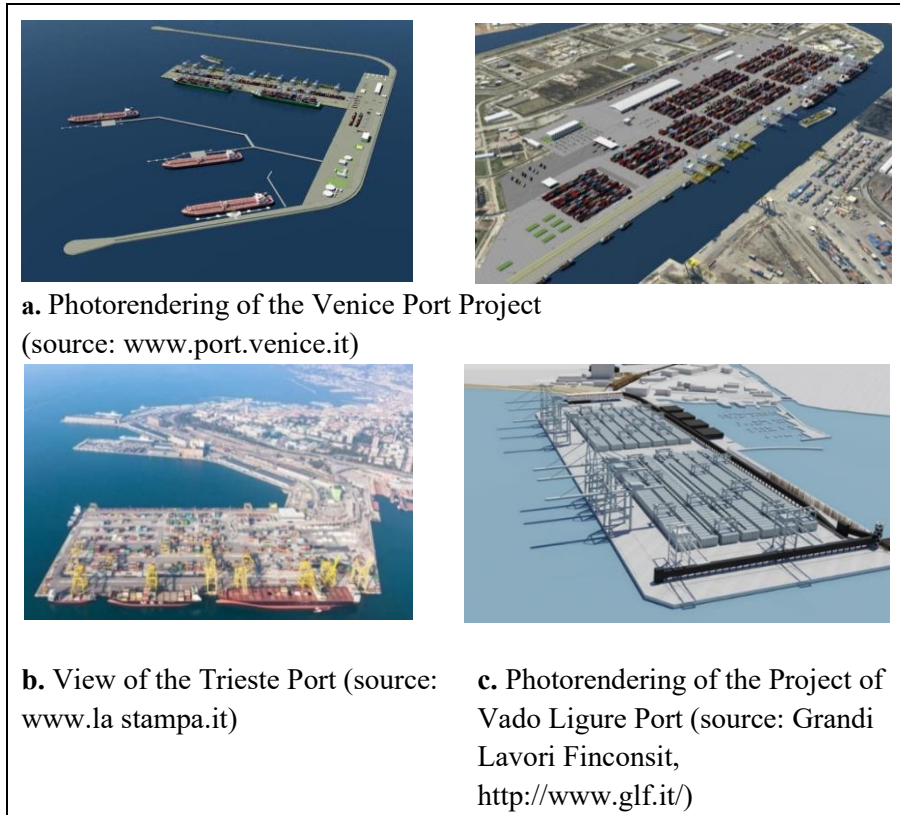 a. Photorendering of the Venice Port Project
(source: www.port.venice.it)
b. View of the Trieste Port (source:
www.la stampa.it)
c. Photorendering of the Project of
Vado Ligure Port (source: Grandi
Lavori Finconsit,
http://www.glf.it/)